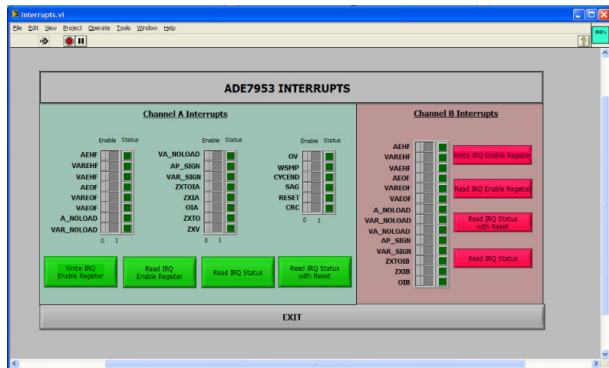 Interrupts.vi
File Edit View Project Operate Tools Window Help
ADE7953 INTERRUPTS
Channel A Interrupts
Enable Status
AEHF
VAREHF
VAEHF
AEOF
VAREOF
VAEOF
A_NOLOAD
VAR_NOLOAD
0 1
Enable Status
VA_NOLOAD
AP_SIGN
VAR_SIGN
ZXTOIA
ZXIA
OIA
ZXTO
ZXV
0 1
Enable Status
OV
WSMP
CYCEND
SAG
RESET
CRC
0 1
Write IRQ
Enable Register
Read IRQ
Enable Register
Read IRQ Status
Read IRQ Status
with Reset
Channel B Interrupts
AEHF
VAREHF
VAEHF
AEOF
VAREOF
VAEOF
A_NOLOAD
VAR_NOLOAD
VA_NOLOAD
AP_SIGN
VAR_SIGN
ZXTOIB
ZXIB
OIB
Write IRQ Enable Register
Read IRQ Enable Register
Read IRQ Status
with Reset
Read IRQ Status
EXIT